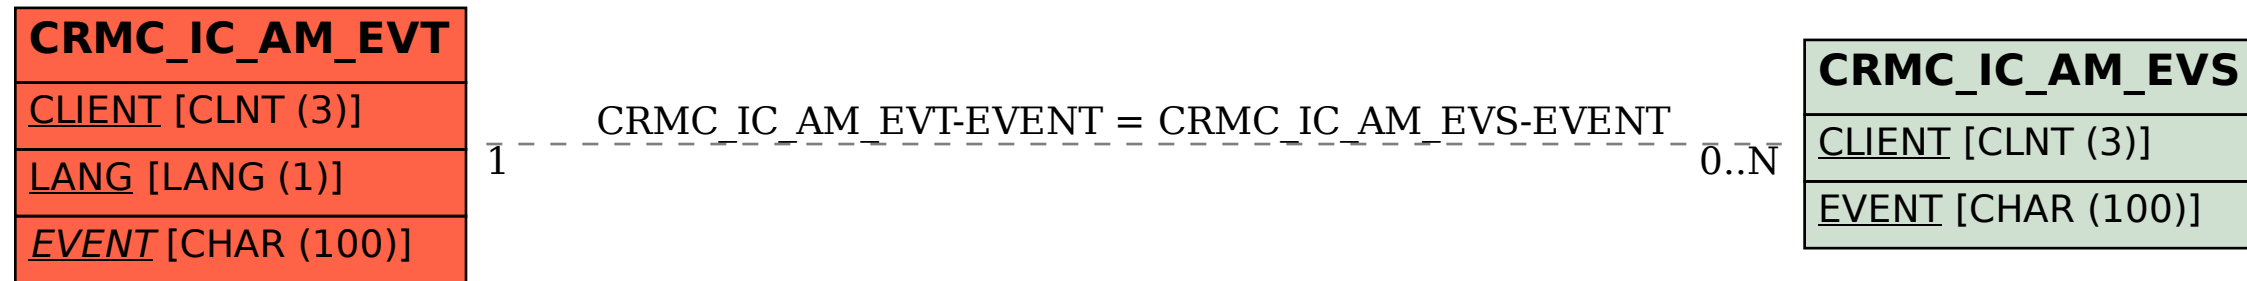 CRMC_IC_AM_EVT
CLIENT [CLNT (3)]
LANG [LANG (1)]
EVENT [CHAR (100)]
CRMC_IC_AM_EVT-EVENT = CRMC_IC_AM_EVS-EVENT
1
0..N
CRMC_IC_AM_EVS
CLIENT [CLNT (3)]
EVENT [CHAR (100)]